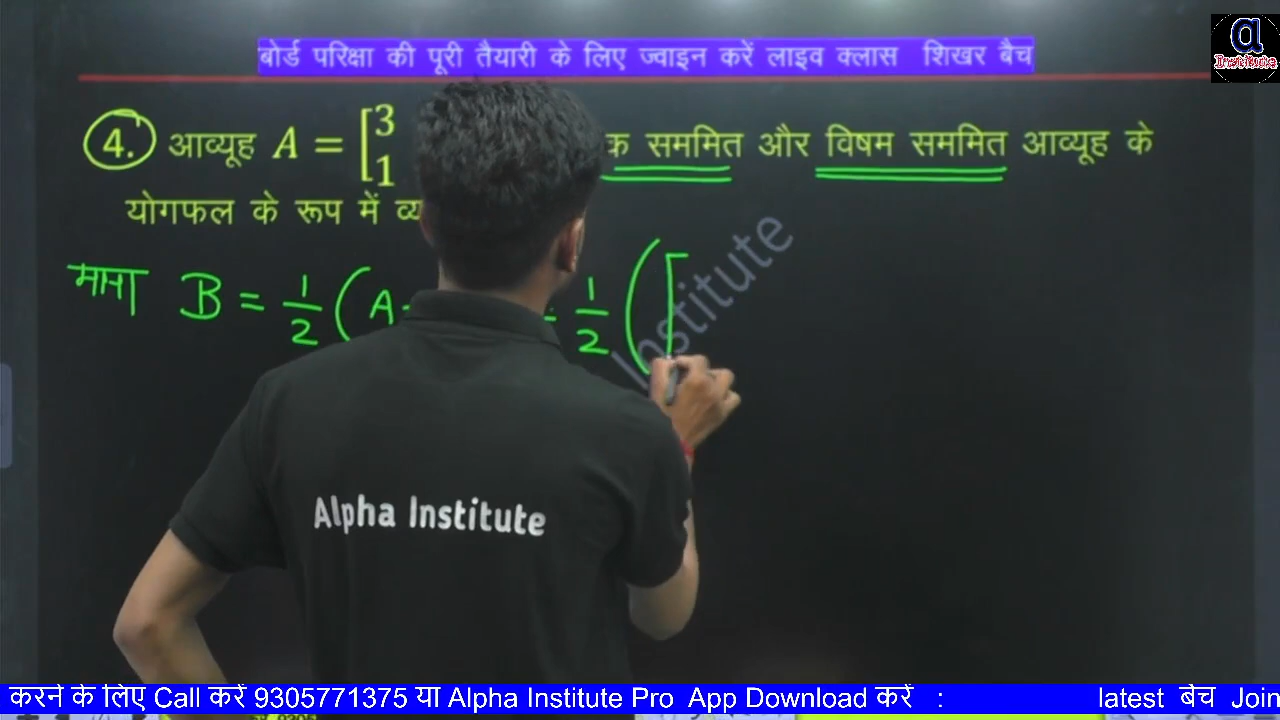 बोर्ड परिक्षा की पूरी तैयारी के लिए ज्वाइन करें लाइव क्लास शिखर बैच
α
Institute
4. आव्यूह A = [3 1 क सममित और विषम सममित आव्यूह के
योगफल के रूप में व्य
माना B = 1/2 (A = 1/2 ([
Institute
Alpha Institute
करने के लिए Call करें 9305771375 या Alpha Institute Pro App Download करें : latest बैच Join